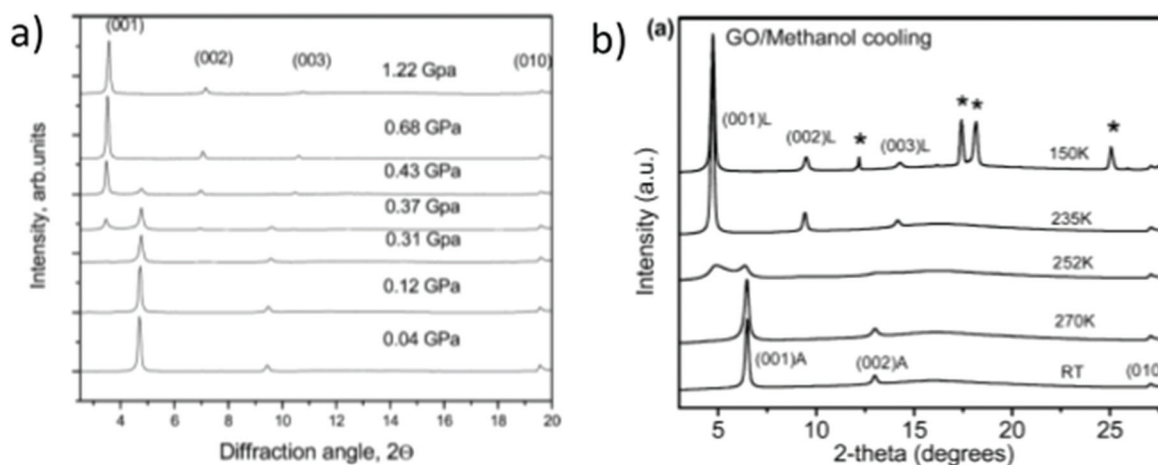 a)
(001)
(002)
(003)
(010)
1.22 Gpa
0.68 GPa
0.43 GPa
0.37 Gpa
0.31 Gpa
0.12 GPa
0.04 GPa
Intensity, arb.units
4 6 8 10 12 14 16 18 20
Diffraction angle, 2Θ
b)
(a)
GO/Methanol cooling
(001)L
(002)L
*
(003)L
* *
*
150K
235K
252K
270K
(001)A
(002)A
RT
(010
Intensity (a.u.)
5 10 15 20 25
2-theta (degrees)